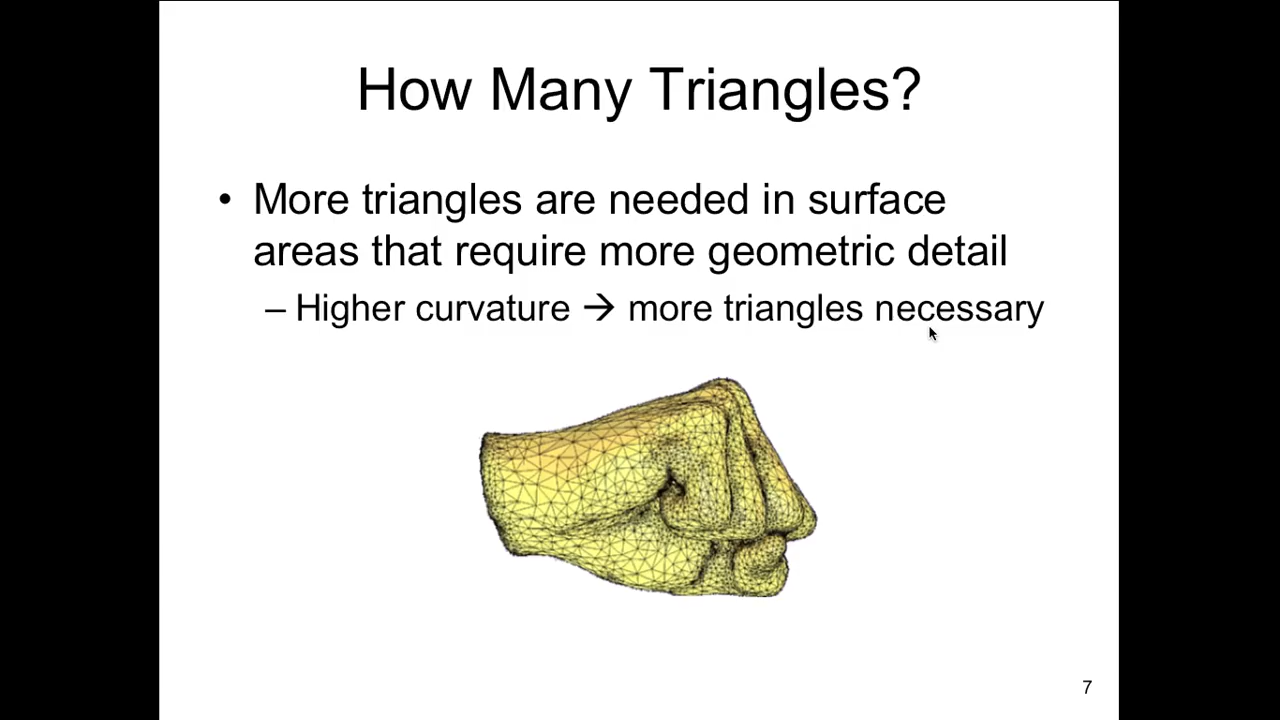 How Many Triangles?
• More triangles are needed in surface
areas that require more geometric detail
– Higher curvature → more triangles necessary
7